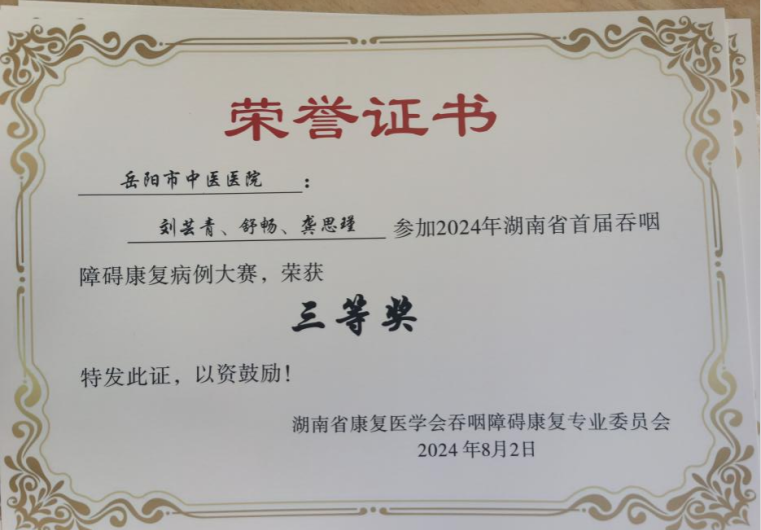 荣誉证书
岳阳市中医医院：
刘芸青、舒畅、龚思瑾 参加2024年湖南省首届吞咽
障碍康复病例大赛，荣获
三等奖
特发此证，以资鼓励！
湖南省康复医学会吞咽障碍康复专业委员会
2024年8月2日